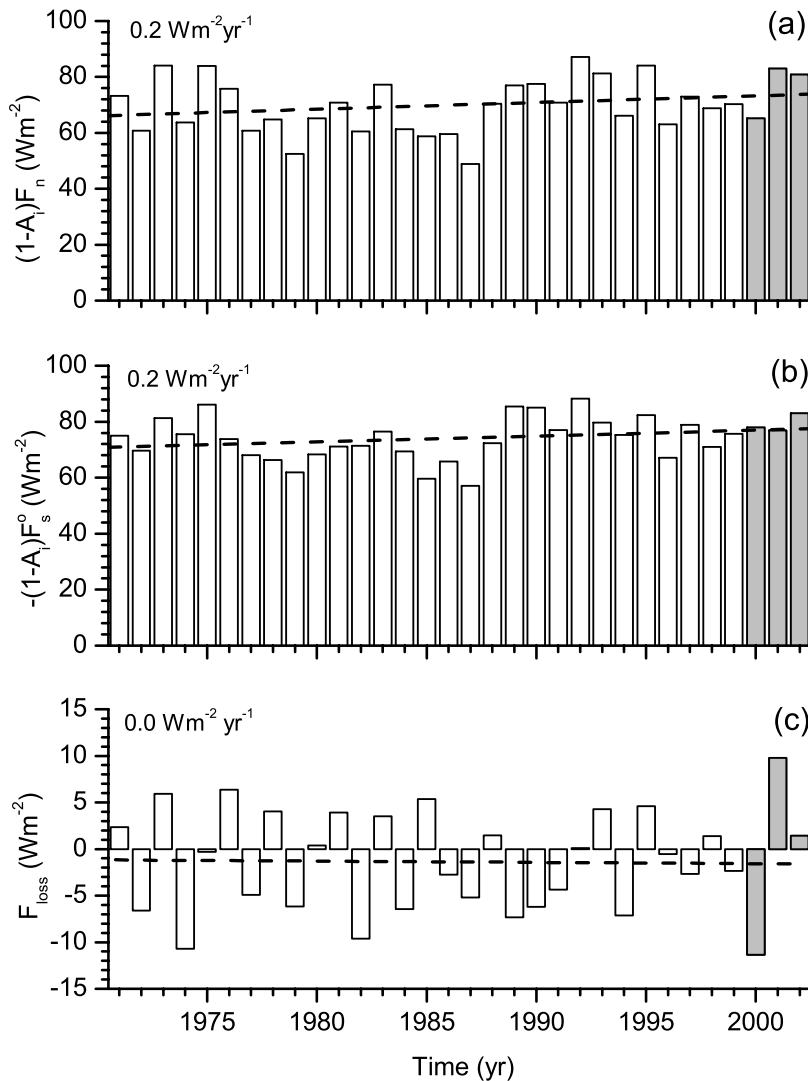 0.2 Wm⁻²yr⁻¹
(a)
100
80
60
40
20
0
(1-Aᵢ)Fₙ (Wm⁻²)
0.2 Wm⁻²yr⁻¹
(b)
100
80
60
40
20
0
-(1-Aᵢ)Fₛᵒ (Wm⁻²)
0.0 Wm⁻² yr⁻¹
(c)
15
10
5
0
-5
-10
-15
F_loss (Wm⁻²)
1975 1980 1985 1990 1995 2000
Time (yr)